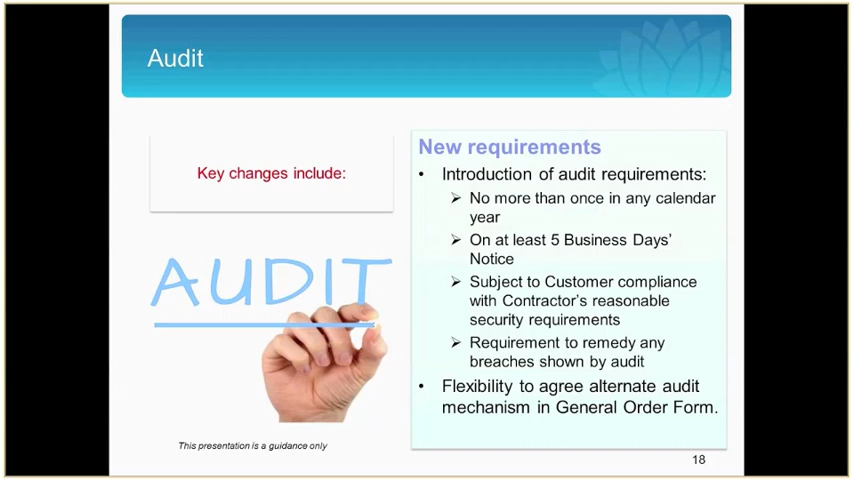 Audit
Key changes include:
AUDIT
New requirements
• Introduction of audit requirements:
➢ No more than once in any calendar
year
➢ On at least 5 Business Days’
Notice
➢ Subject to Customer compliance
with Contractor’s reasonable
security requirements
➢ Requirement to remedy any
breaches shown by audit
• Flexibility to agree alternate audit
mechanism in General Order Form.
This presentation is a guidance only
18